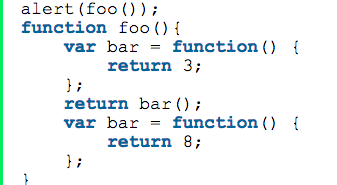 alert(foo());
function foo(){
    var bar = function() {
        return 3;
    };
    return bar();
    var bar = function() {
        return 8;
    };
}